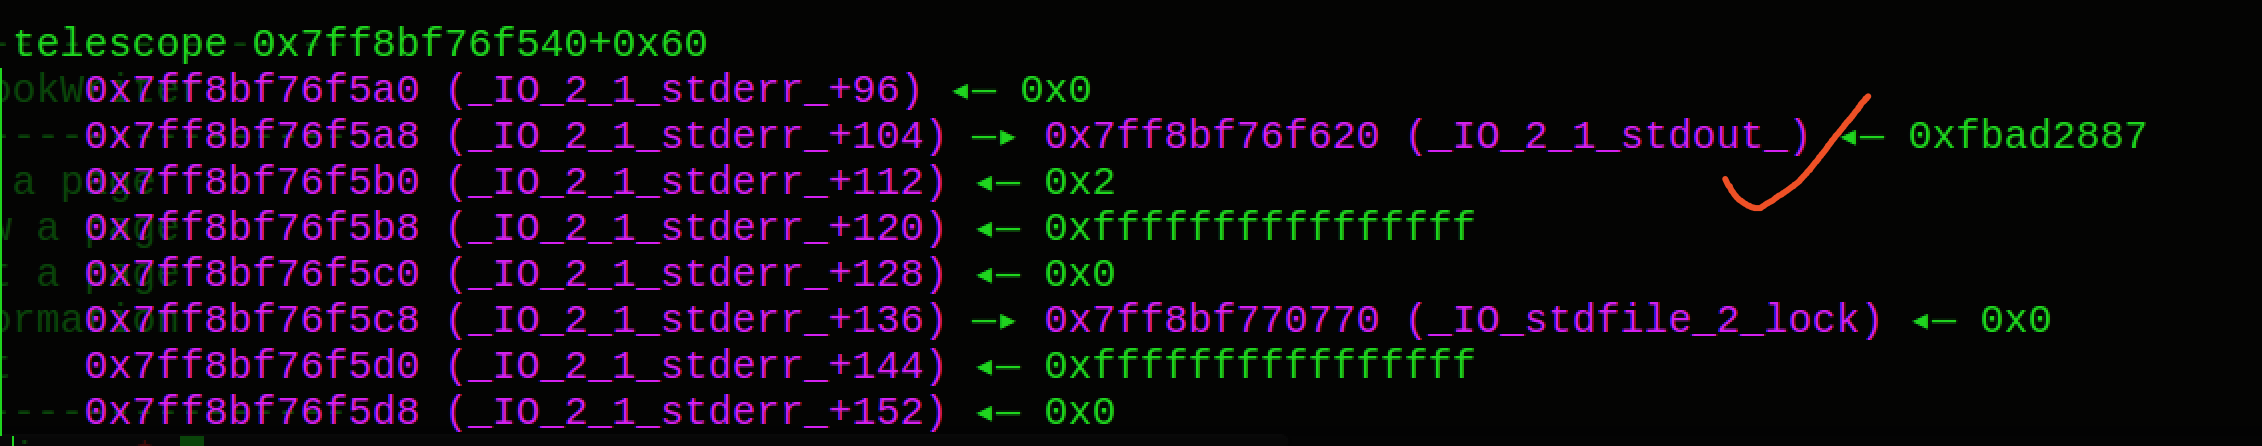 telescope 0x7ff8bf76f540+0x60
0x7ff8bf76f5a0 (_IO_2_1_stderr_+96) ◂— 0x0
0x7ff8bf76f5a8 (_IO_2_1_stderr_+104) —▸ 0x7ff8bf76f620 (_IO_2_1_stdout_) ◂— 0xfbad2887
0x7ff8bf76f5b0 (_IO_2_1_stderr_+112) ◂— 0x2
0x7ff8bf76f5b8 (_IO_2_1_stderr_+120) ◂— 0xffffffffffffffff
0x7ff8bf76f5c0 (_IO_2_1_stderr_+128) ◂— 0x0
0x7ff8bf76f5c8 (_IO_2_1_stderr_+136) —▸ 0x7ff8bf770770 (_IO_stdfile_2_lock) ◂— 0x0
0x7ff8bf76f5d0 (_IO_2_1_stderr_+144) ◂— 0xffffffffffffffff
0x7ff8bf76f5d8 (_IO_2_1_stderr_+152) ◂— 0x0